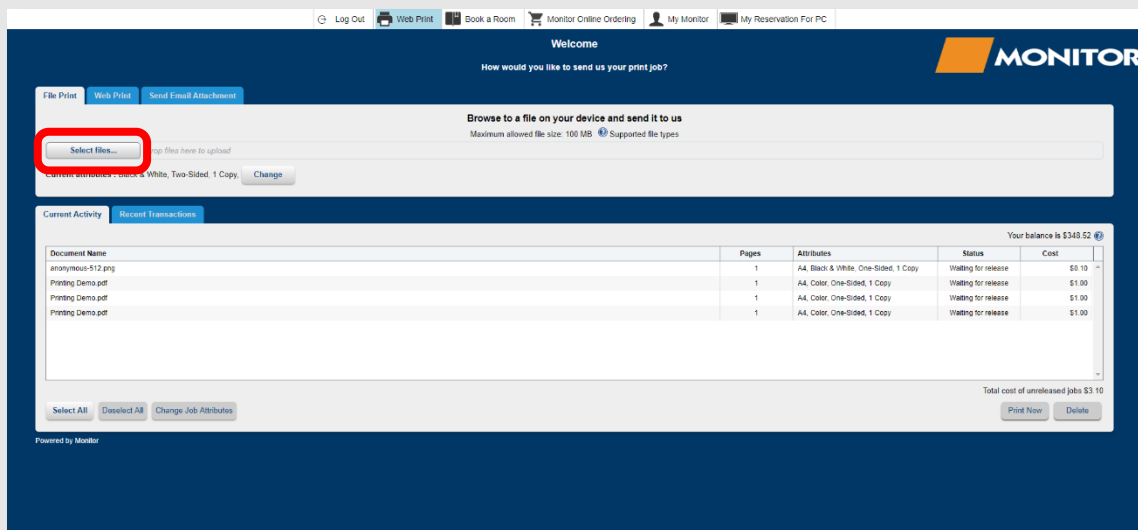 Log Out Web Print Book a Room Monitor Online Ordering My Monitor My Reservation For PC
Welcome
MONITOR
How would you like to send us your print job?
File Print Web Print Send Email Attachment
Browse to a file on your device and send it to us
Maximum allowed file size: 100 MB Supported file types
Select files... rop files here to upload
Current attributes : Black & White, Two-Sided, 1 Copy, Change
Current Activity Recent Transactions
Your balance is $348.52
Document Name Pages Attributes Status Cost
anonymous-512.png 1 A4, Black & White, One-Sided, 1 Copy Waiting for release $0.10
Printing Demo.pdf 1 A4, Color, One-Sided, 1 Copy Waiting for release $1.00
Printing Demo.pdf 1 A4, Color, One-Sided, 1 Copy Waiting for release $1.00
Printing Demo.pdf 1 A4, Color, One-Sided, 1 Copy Waiting for release $1.00
Total cost of unreleased jobs $3.10
Select All Deselect All Change Job Attributes Print Now Delete
Powered by Monitor